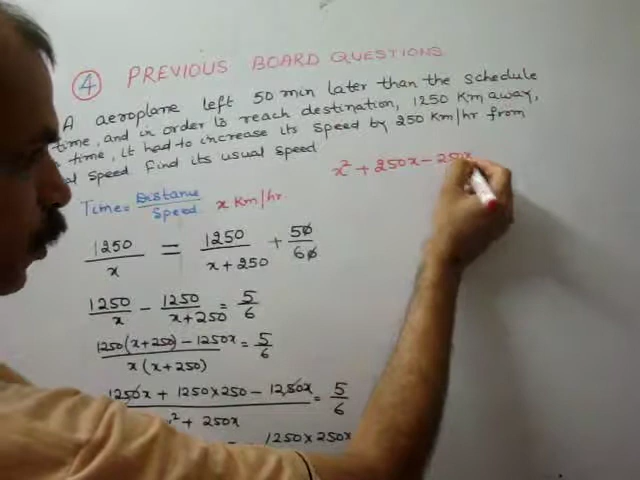 4 PREVIOUS BOARD QUESTIONS
A aeroplane left 50 min later than the schedule
time, and in order to reach destination, 1250 Km away,
time, it had to increase its speed by 250 Km/hr from
speed find its usual speed.
x² + 250x - 250x
Time = Distance/Speed x Km/hr
1250/x = 1250/(x + 250) + 50/60
1250/x - 1250/(x + 250) = 5/6
(1250(x + 250) - 1250x)/(x(x + 250)) = 5/6
(1250x + 1250 x 250 - 1250x)/(² + 250x) = 5/6
1250 x 250 x